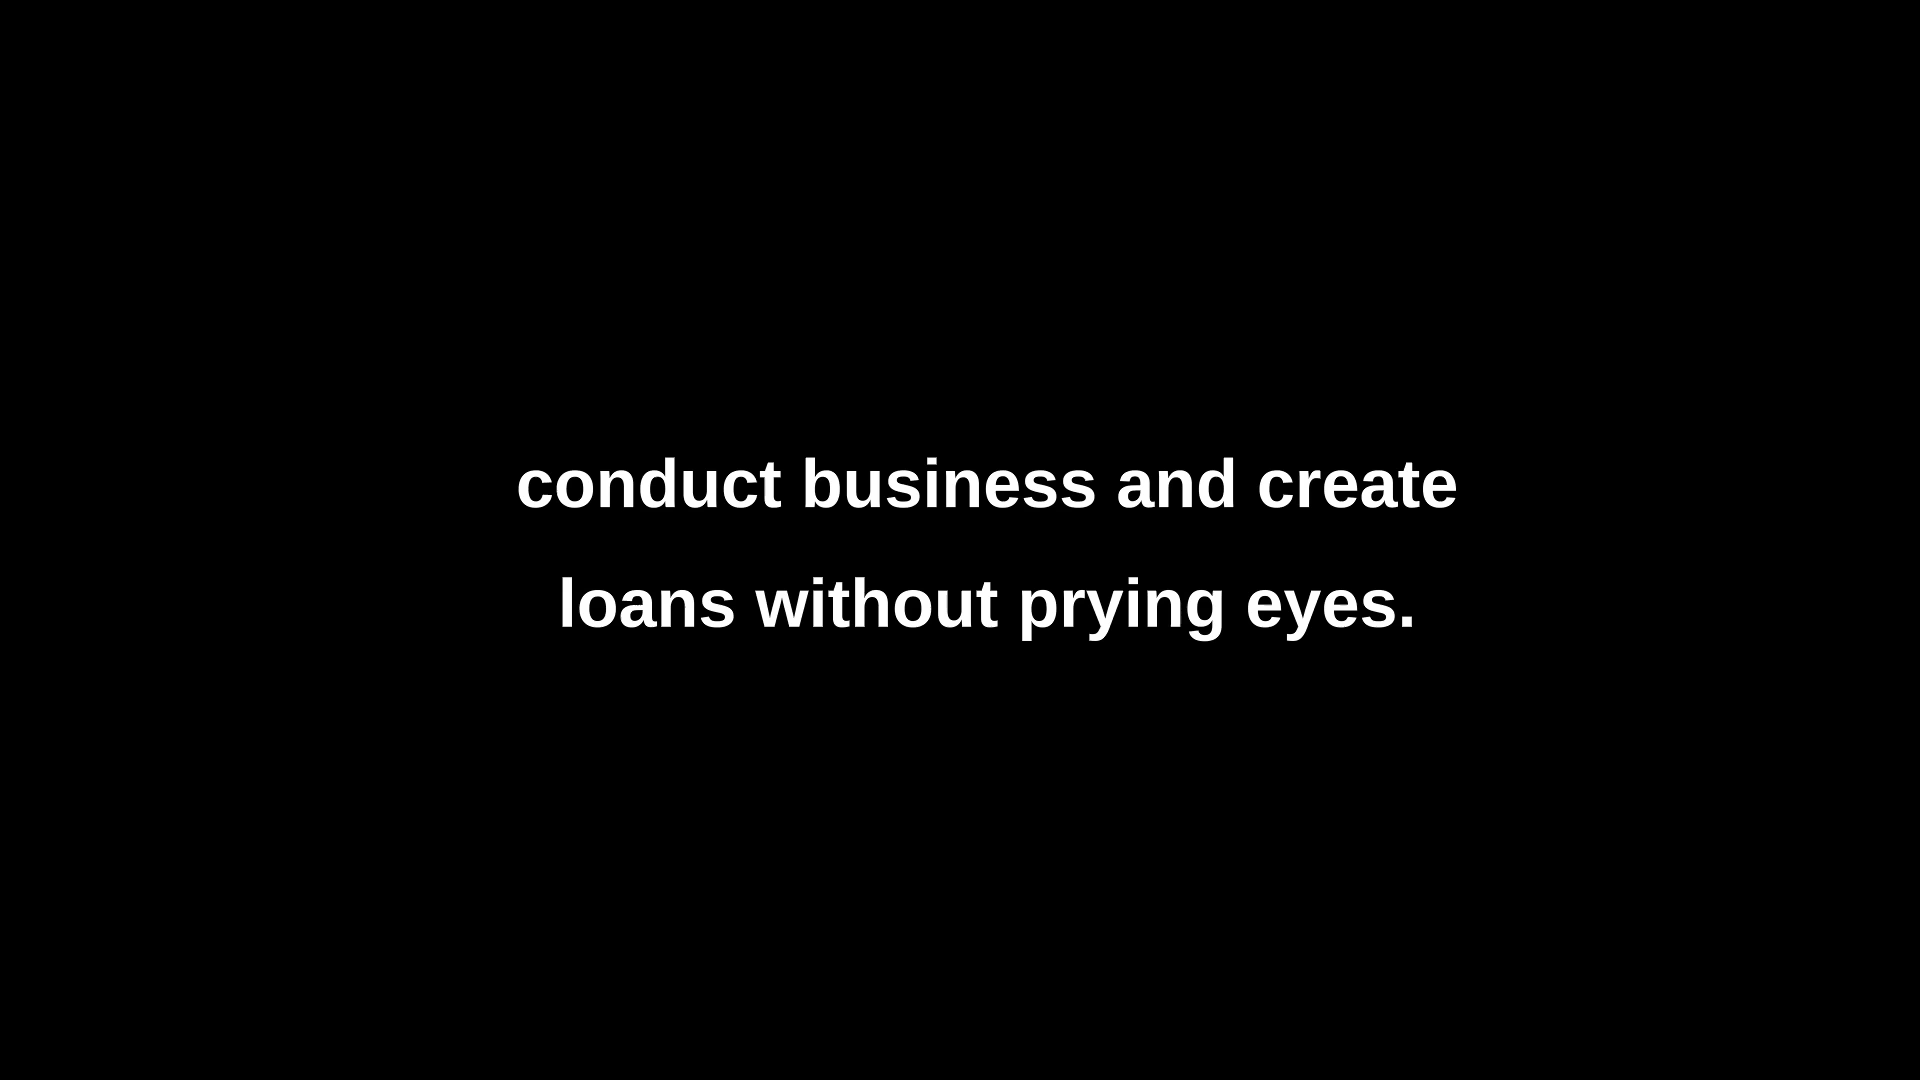 conduct business and create
loans without prying eyes.